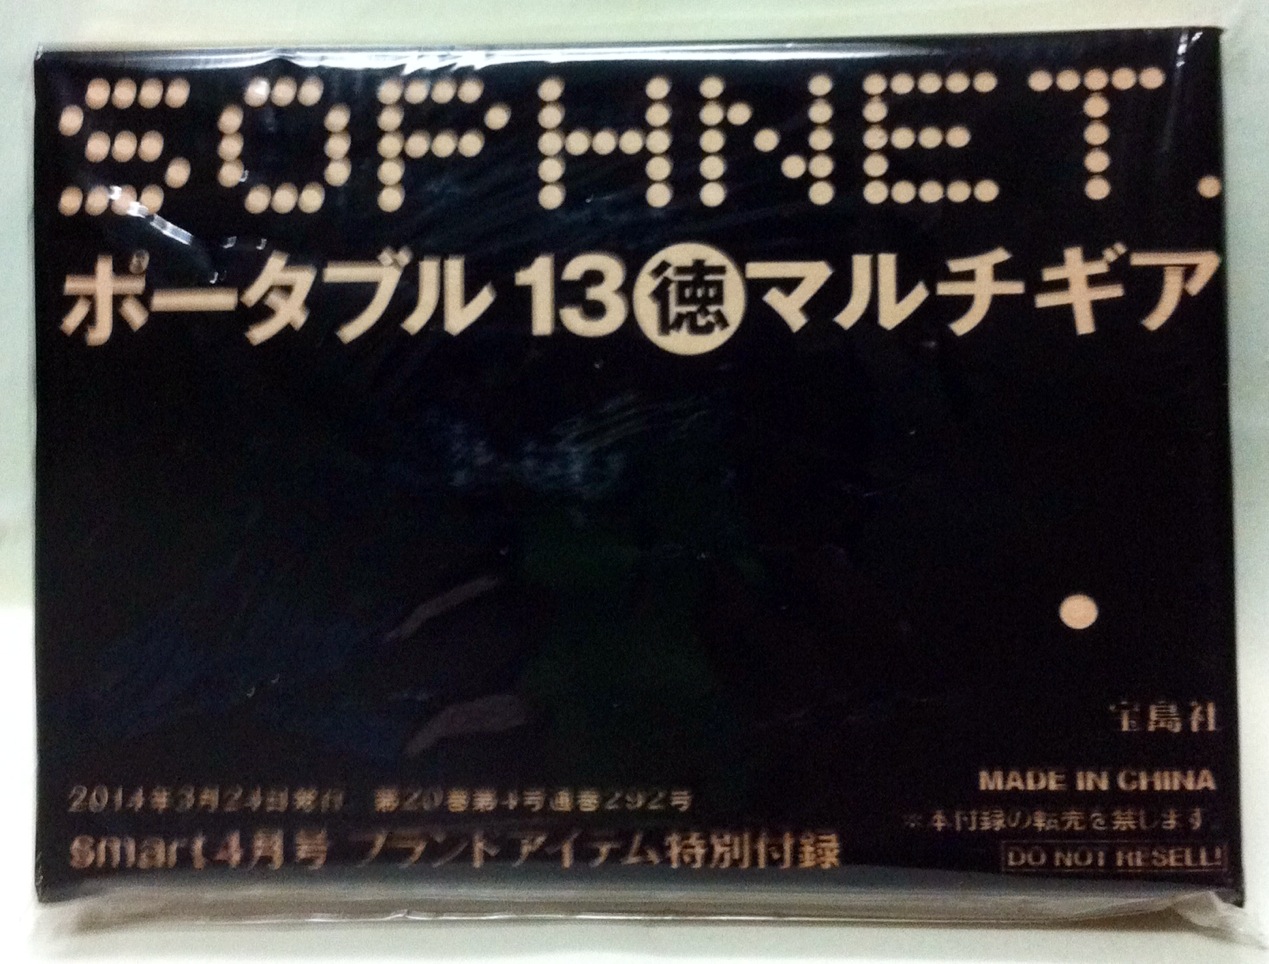 SOPHNET.
ポータブル 13徳マルチギア
宝島社
MADE IN CHINA
2014年3月24日発行 第20巻第4号通巻292号
※本付録の転売を禁じます。
smart4月号 ブランドアイテム特別付録
DO NOT RESELL!